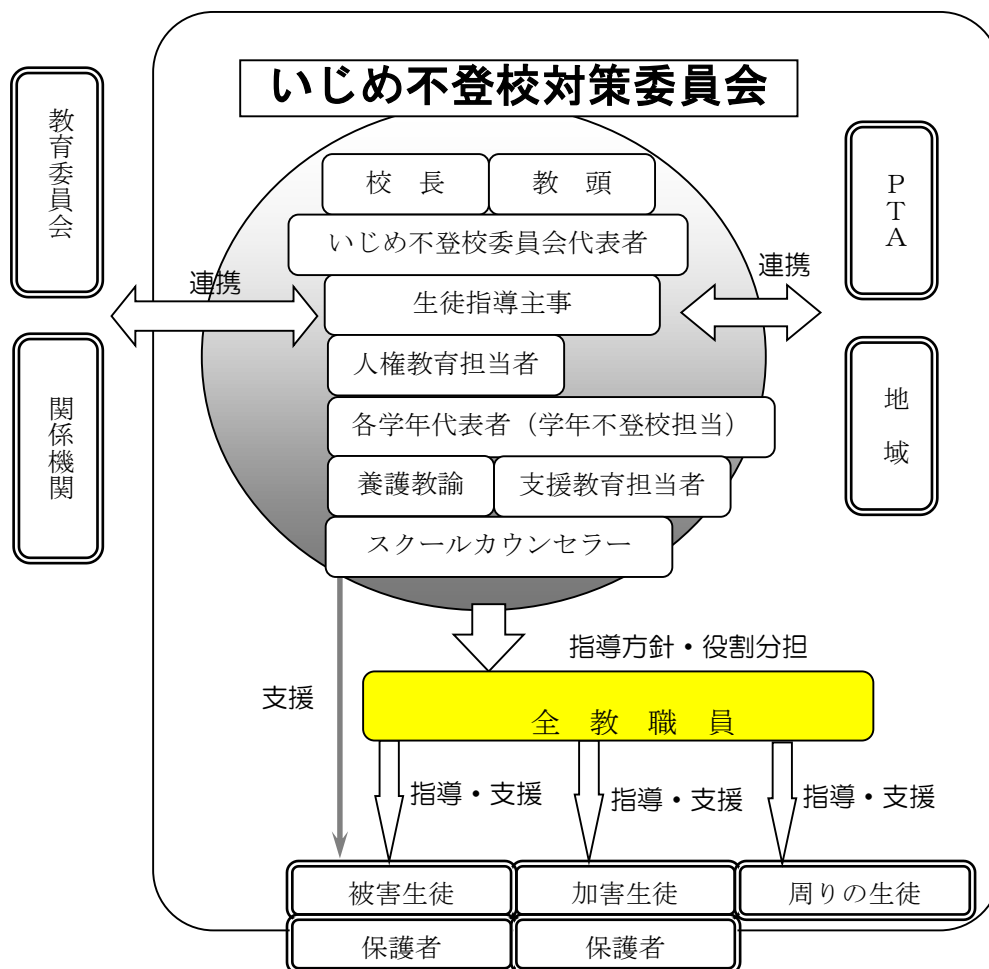 いじめ不登校対策委員会
教育委員会
関係機関
連携
校　長
教　頭
いじめ不登校委員会代表者
生徒指導主事
人権教育担当者
各学年代表者（学年不登校担当）
養護教諭
支援教育担当者
スクールカウンセラー
連携
ＰＴＡ
地　域
指導方針・役割分担
支援
全　教　職　員
指導・支援
指導・支援
指導・支援
被害生徒
加害生徒
周りの生徒
保護者
保護者